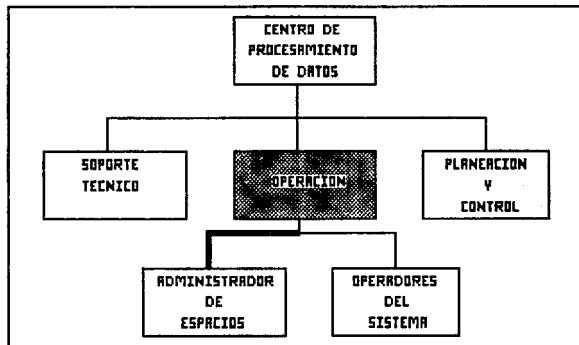 CENTRO DE
PROCESAMIENTO
DE DATOS
SOPORTE
TECNICO
OPERACION
PLANEACION
Y
CONTROL
ADMINISTRADOR
DE
ESPACIOS
OPERADORES
DEL
SISTEMA